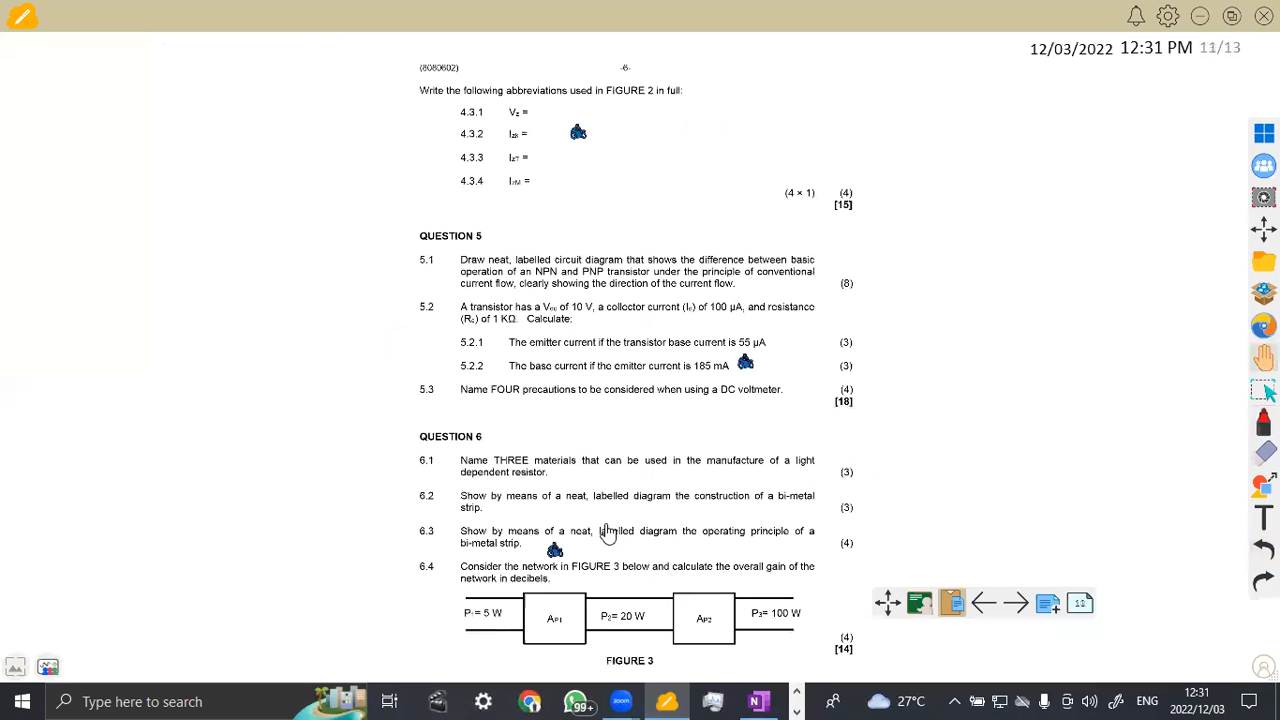 12/03/2022 12:31 PM 11/13
(8080602) -6-
Write the following abbreviations used in FIGURE 2 in full:
4.3.1 Vz =
4.3.2
4.3.3 IZT =
4.3.4 IZM =
(4 × 1) (4)
[15]
QUESTION 5
5.1 Draw neat, labelled circuit diagram that shows the difference between basic
operation of an NPN and PNP transistor under the principle of conventional
current flow, clearly showing the direction of the current flow. (8)
5.2 A transistor has a of 10 V, a collector current (Ic) of 100 µA, and resistance
(Rc) of 1 KΩ. Calculate:
5.2.1 The emitter current if the transistor base current is 55 µA (3)
5.2.2 The base current if the emitter current is 185 mA (3)
5.3 Name FOUR precautions to be considered when using a DC voltmeter. (4)
[18]
QUESTION 6
6.1 Name THREE materials that can be used in the manufacture of a light
dependent resistor. (3)
6.2 Show by means of a neat, labelled diagram the construction of a bi-metal
strip. (3)
6.3 Show by means of a neat, labelled diagram the operating principle of a
bi-metal strip. (4)
6.4 Consider the network in FIGURE 3 below and calculate the overall gain of the
network in decibels.
P1= 5 W AP1 P2= 20 W AP2 P3= 100 W
(4)
[14]
FIGURE 3
11
Type here to search
99+
zoom
27°C
ENG
12:31
2022/12/03